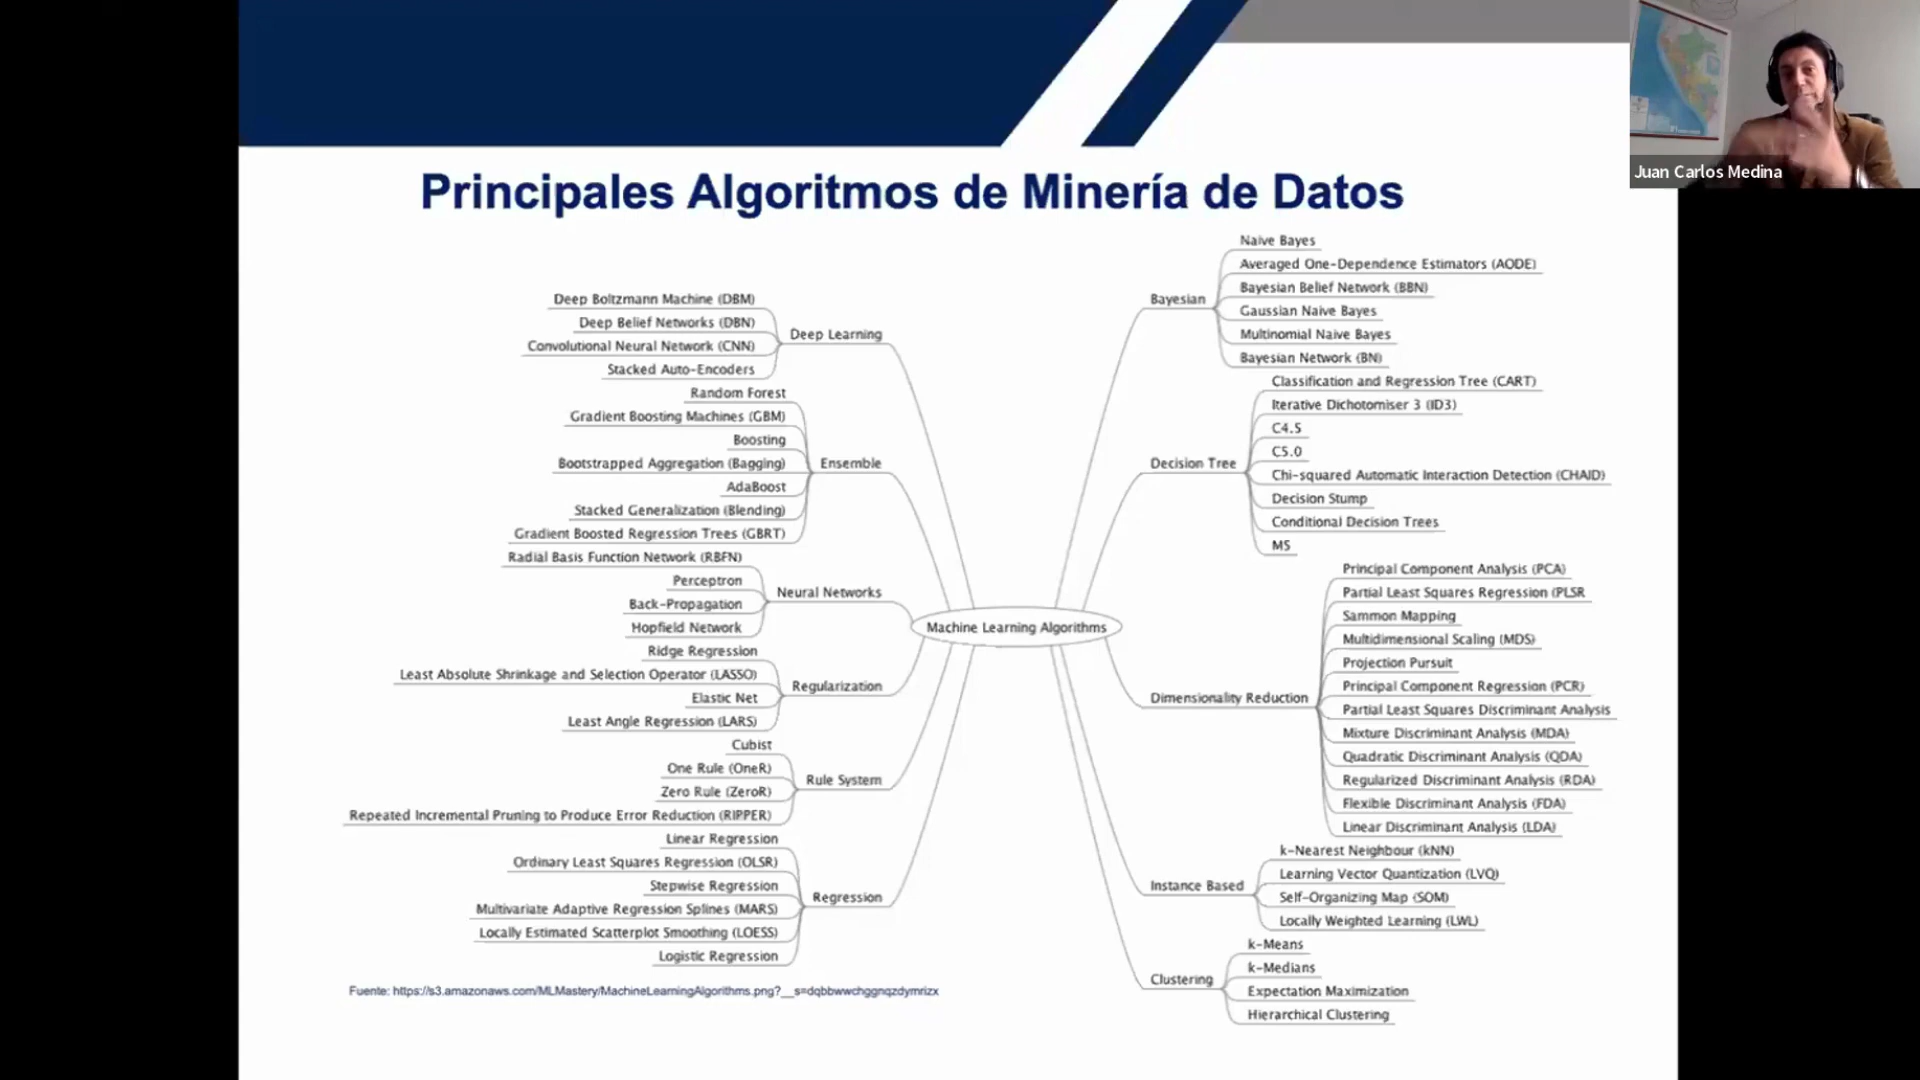 Juan Carlos Medina
Principales Algoritmos de Minería de Datos
Deep Boltzmann Machine (DBM)
Deep Belief Networks (DBN)
Convolutional Neural Network (CNN)
Stacked Auto-Encoders
Deep Learning
Random Forest
Gradient Boosting Machines (GBM)
Boosting
Bootstrapped Aggregation (Bagging)
AdaBoost
Stacked Generalization (Blending)
Gradient Boosted Regression Trees (GBRT)
Ensemble
Radial Basis Function Network (RBFN)
Perceptron
Back-Propagation
Hopfield Network
Neural Networks
Ridge Regression
Least Absolute Shrinkage and Selection Operator (LASSO)
Elastic Net
Least Angle Regression (LARS)
Regularization
Cubist
One Rule (OneR)
Zero Rule (ZeroR)
Repeated Incremental Pruning to Produce Error Reduction (RIPPER)
Rule System
Linear Regression
Ordinary Least Squares Regression (OLSR)
Stepwise Regression
Multivariate Adaptive Regression Splines (MARS)
Locally Estimated Scatterplot Smoothing (LOESS)
Logistic Regression
Regression
Machine Learning Algorithms
Bayesian
Naive Bayes
Averaged One-Dependence Estimators (AODE)
Bayesian Belief Network (BBN)
Gaussian Naive Bayes
Multinomial Naive Bayes
Bayesian Network (BN)
Decision Tree
Classification and Regression Tree (CART)
Iterative Dichotomiser 3 (ID3)
C4.5
C5.0
Chi-squared Automatic Interaction Detection (CHAID)
Decision Stump
Conditional Decision Trees
M5
Dimensionality Reduction
Principal Component Analysis (PCA)
Partial Least Squares Regression (PLSR
Sammon Mapping
Multidimensional Scaling (MDS)
Projection Pursuit
Principal Component Regression (PCR)
Partial Least Squares Discriminant Analysis
Mixture Discriminant Analysis (MDA)
Quadratic Discriminant Analysis (QDA)
Regularized Discriminant Analysis (RDA)
Flexible Discriminant Analysis (FDA)
Linear Discriminant Analysis (LDA)
Instance Based
k-Nearest Neighbour (kNN)
Learning Vector Quantization (LVQ)
Self-Organizing Map (SOM)
Locally Weighted Learning (LWL)
Clustering
k-Means
k-Medians
Expectation Maximization
Hierarchical Clustering
Fuente: https://s3.amazonaws.com/MLMastery/MachineLearningAlgorithms.png?__s=dqbbwwchggnqzdymrizx